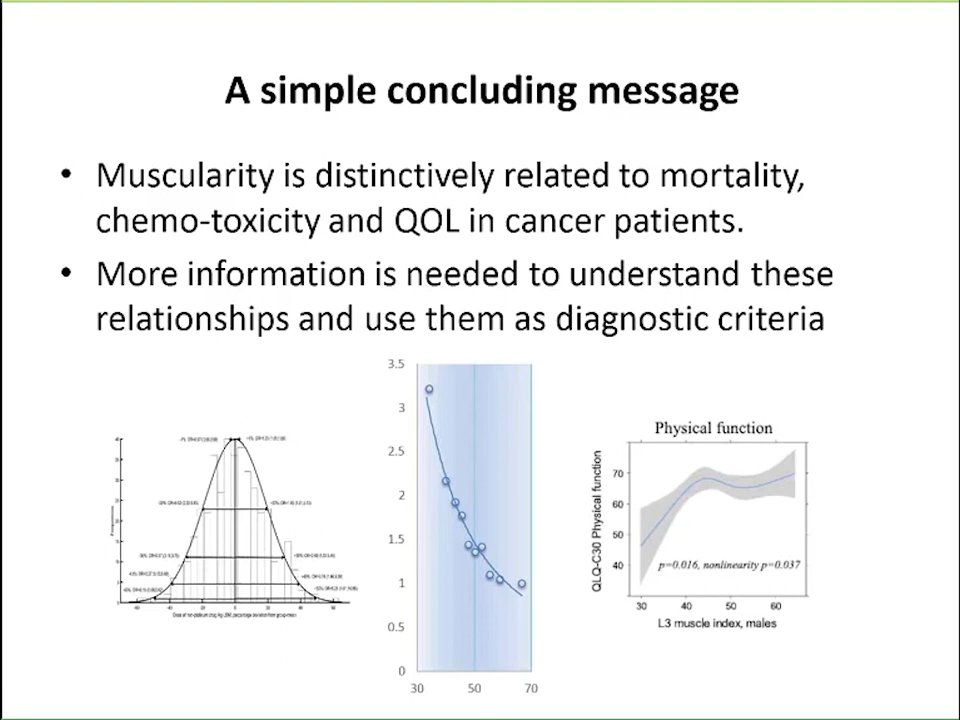 A simple concluding message
• Muscularity is distinctively related to mortality,
chemo-toxicity and QOL in cancer patients.
• More information is needed to understand these
relationships and use them as diagnostic criteria
3.5
3
2.5
2
1.5
1
0.5
0
30 50 70
Physical function
QLQ-C30 Physical function
70
60
50
40
p=0.016, nonlinearity p=0.037
30 40 50 60
L3 muscle index, males